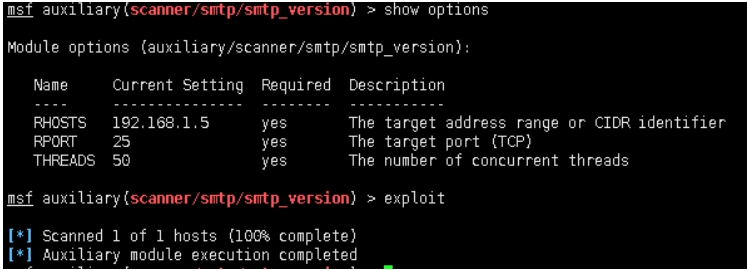 msf auxiliary(scanner/smtp/smtp_version) > show options
Module options (auxiliary/scanner/smtp/smtp_version):
Name Current Setting Required Description
---- --------------- -------- -----------
RHOSTS 192.168.1.5 yes The target address range or CIDR identifier
RPORT 25 yes The target port (TCP)
THREADS 50 yes The number of concurrent threads
msf auxiliary(scanner/smtp/smtp_version) > exploit
[*] Scanned 1 of 1 hosts (100% complete)
[*] Auxiliary module execution completed